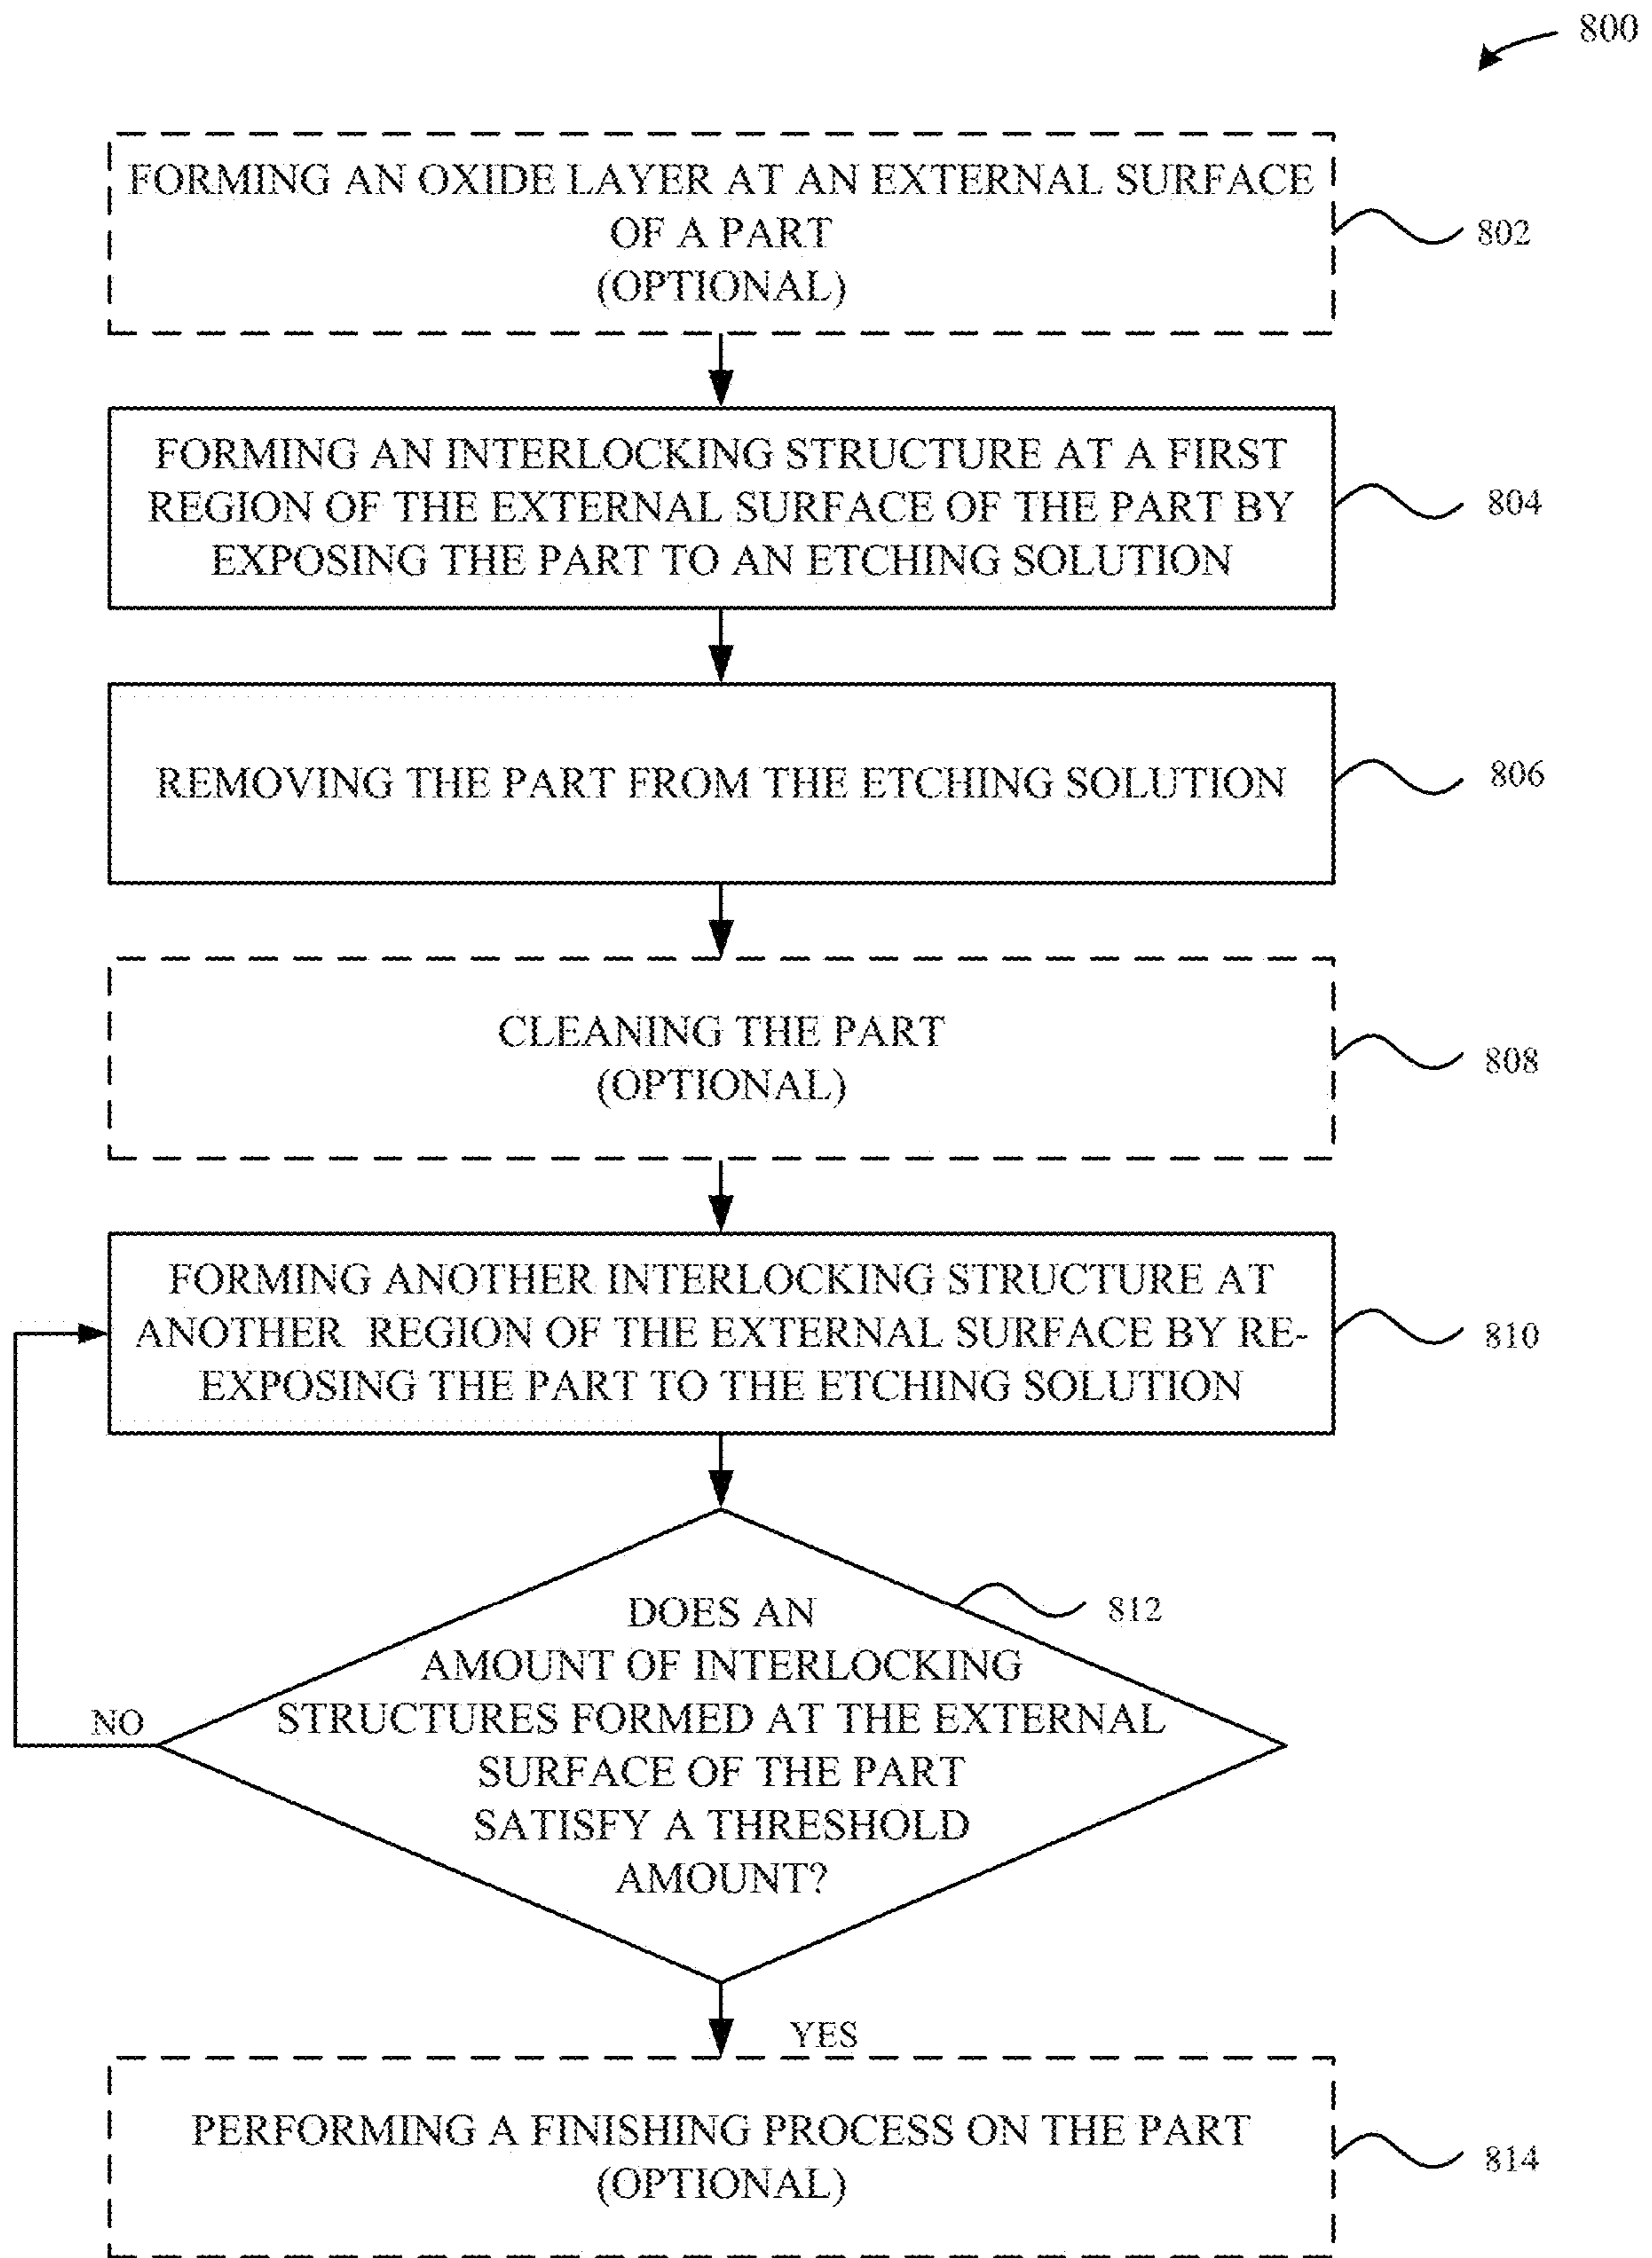 800
FORMING AN OXIDE LAYER AT AN EXTERNAL SURFACE
OF A PART
(OPTIONAL)
802
FORMING AN INTERLOCKING STRUCTURE AT A FIRST
REGION OF THE EXTERNAL SURFACE OF THE PART BY
EXPOSING THE PART TO AN ETCHING SOLUTION
804
REMOVING THE PART FROM THE ETCHING SOLUTION
806
CLEANING THE PART
(OPTIONAL)
808
FORMING ANOTHER INTERLOCKING STRUCTURE AT
ANOTHER REGION OF THE EXTERNAL SURFACE BY RE-
EXPOSING THE PART TO THE ETCHING SOLUTION
810
DOES AN
AMOUNT OF INTERLOCKING
STRUCTURES FORMED AT THE EXTERNAL
SURFACE OF THE PART
SATISFY A THRESHOLD
AMOUNT?
812
NO
YES
PERFORMING A FINISHING PROCESS ON THE PART
(OPTIONAL)
814